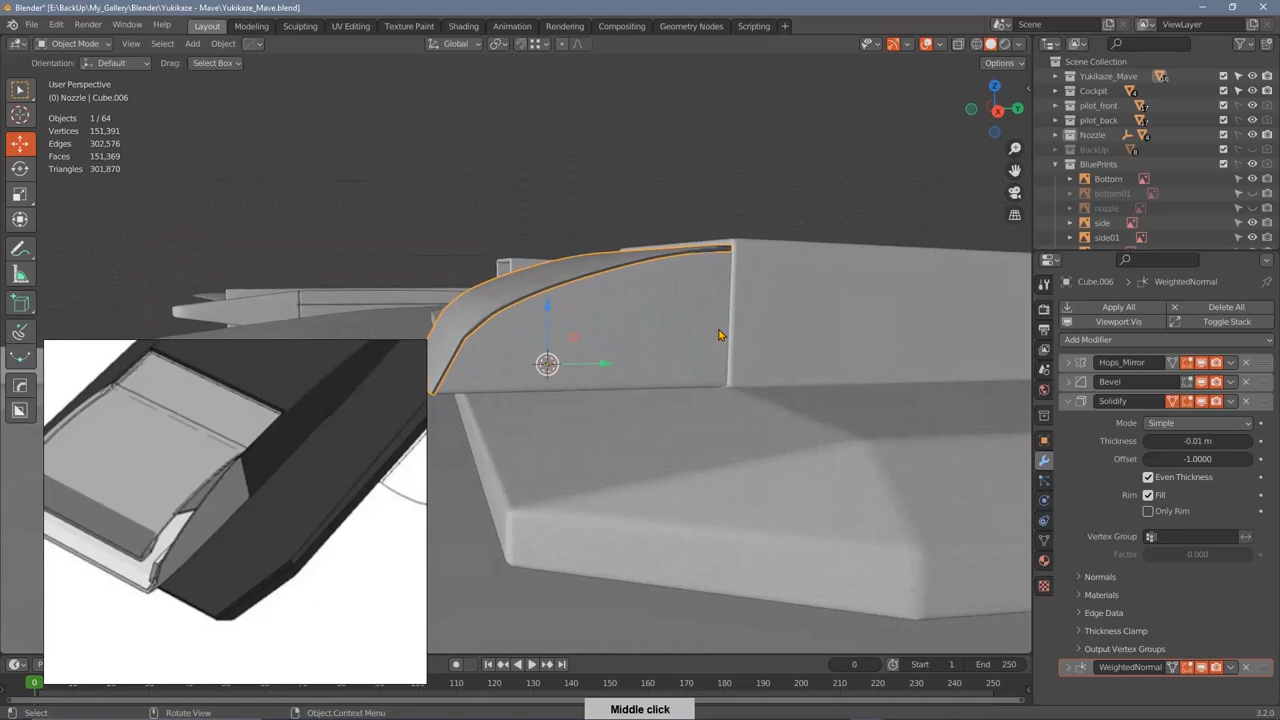 Blender* [E:\BackUp\My_Gallery\Blender\Yukikaze - Mave\Yukikaze_Mave.blend]
File Edit Render Window Help Layout Modeling Sculpting UV Editing Texture Paint Shading Animation Rendering Compositing Geometry Nodes Scripting + Scene ViewLayer
Object Mode View Select Add Object Global
Orientation: Default Drag: Select Box Options
User Perspective
(0) Nozzle | Cube.006
Objects 1 / 64
Vertices 151,391
Edges 302,576
Faces 151,369
Triangles 301,870
Z
Y
X
Scene Collection
Yukikaze_Mave 16
Cockpit 4
pilot_front 17
pilot_back 17
Nozzle 4
BackUp 8
BluePrints
Bottom
bottom01
nozzle
side
side01
Cube.006 WeightedNormal
Apply All Delete All
Viewport Vis Toggle Stack
Add Modifier
Hops_Mirror
Bevel
Solidify
Mode Simple
Thickness -0.01 m
Offset -1.0000
Even Thickness
Rim Fill
Only Rim
Vertex Group
Factor 0.000
Normals
Materials
Edge Data
Thickness Clamp
Output Vertex Groups
WeightedNormal
0 Start 1 End 250
0 110 120 130 140 150 160 170 180 190 200 210 220 230 240 250
Middle click
Select Rotate View Object Context Menu 3.2.0